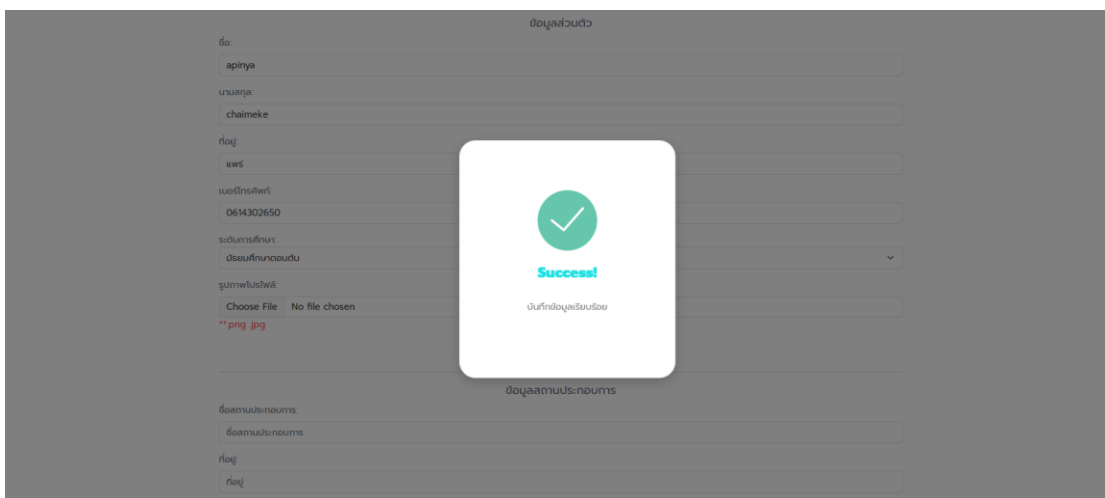 ข้อมูลส่วนตัว
ชื่อ:
apinya
นามสกุล:
chaimeke
ที่อยู่:
แพร่
เบอร์โทรศัพท์:
0614302650
ระดับการศึกษา:
มัธยมศึกษาตอนต้น
รูปภาพโปรไฟล์:
Choose File No file chosen
**.png .jpg
Success!
บันทึกข้อมูลเรียบร้อย
ข้อมูลสถานประกอบการ
ชื่อสถานประกอบการ:
ชื่อสถานประกอบการ
ที่อยู่:
ที่อยู่